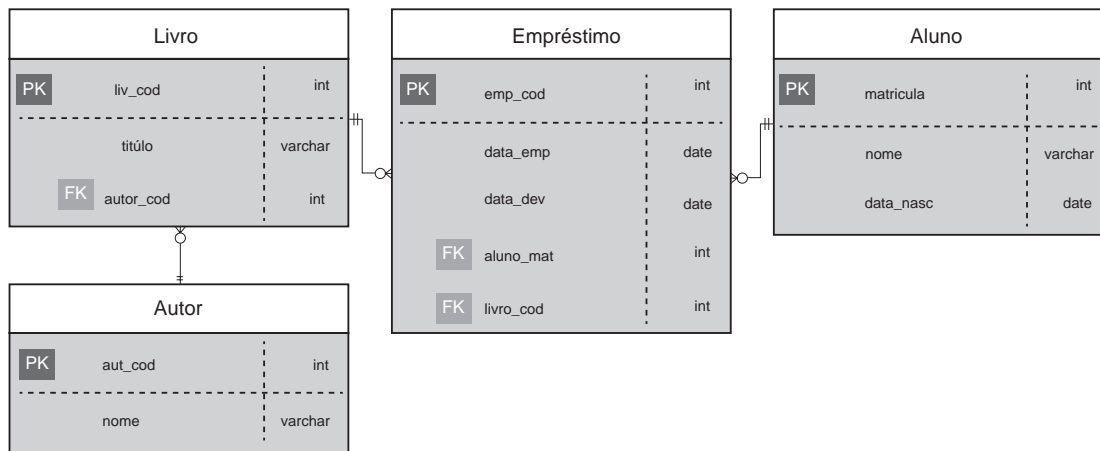 Livro
PK liv_cod int
titúlo varchar
FK autor_cod int
Empréstimo
PK emp_cod int
data_emp date
data_dev date
FK aluno_mat int
FK livro_cod int
Aluno
PK matricula int
nome varchar
data_nasc date
Autor
PK aut_cod int
nome varchar